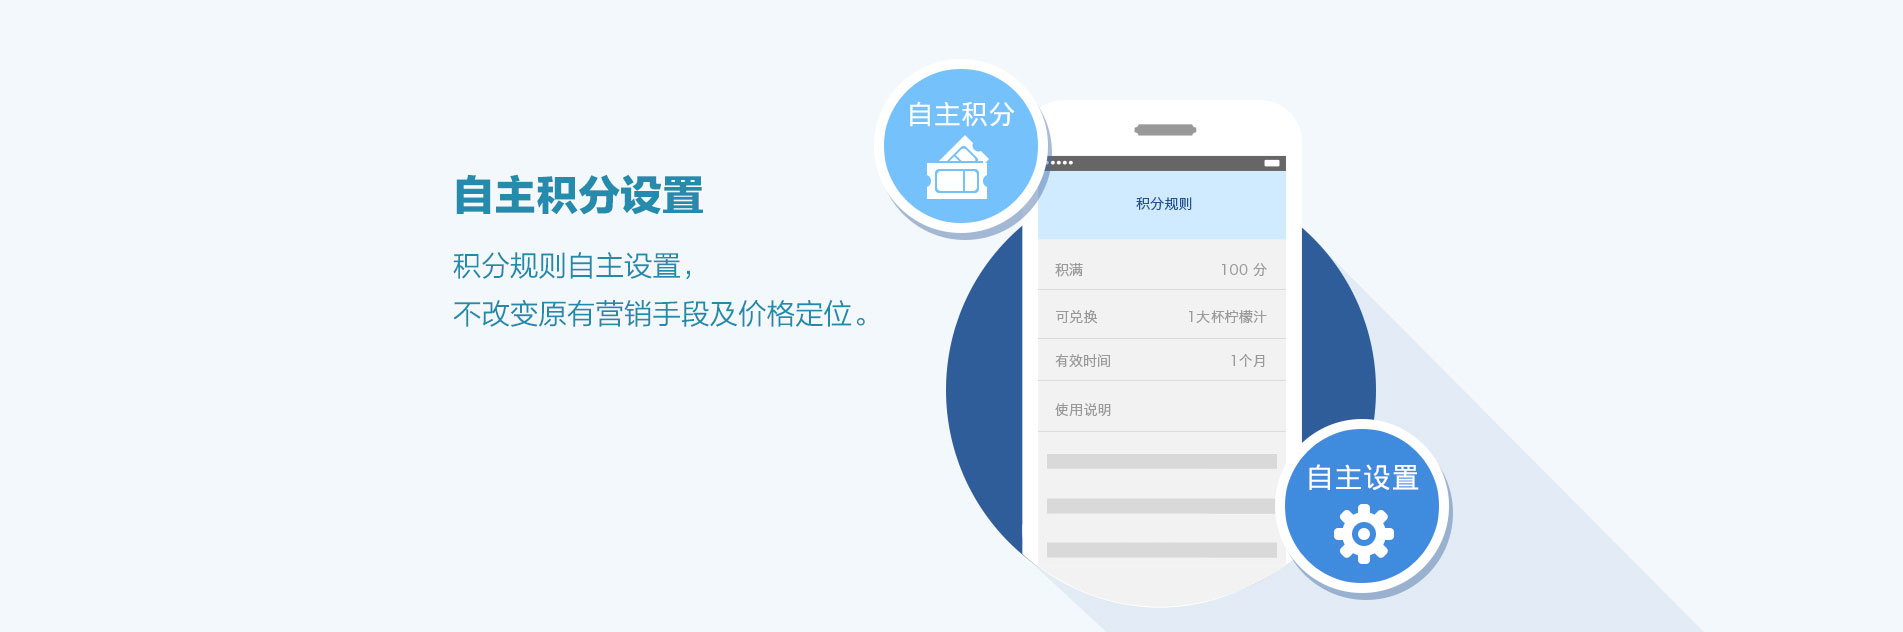 自主积分设置
积分规则自主设置，
不改变原有营销手段及价格定位。
自主积分
积分规则
积满 100 分
可兑换 1大杯柠檬汁
有效时间 1个月
使用说明
自主设置